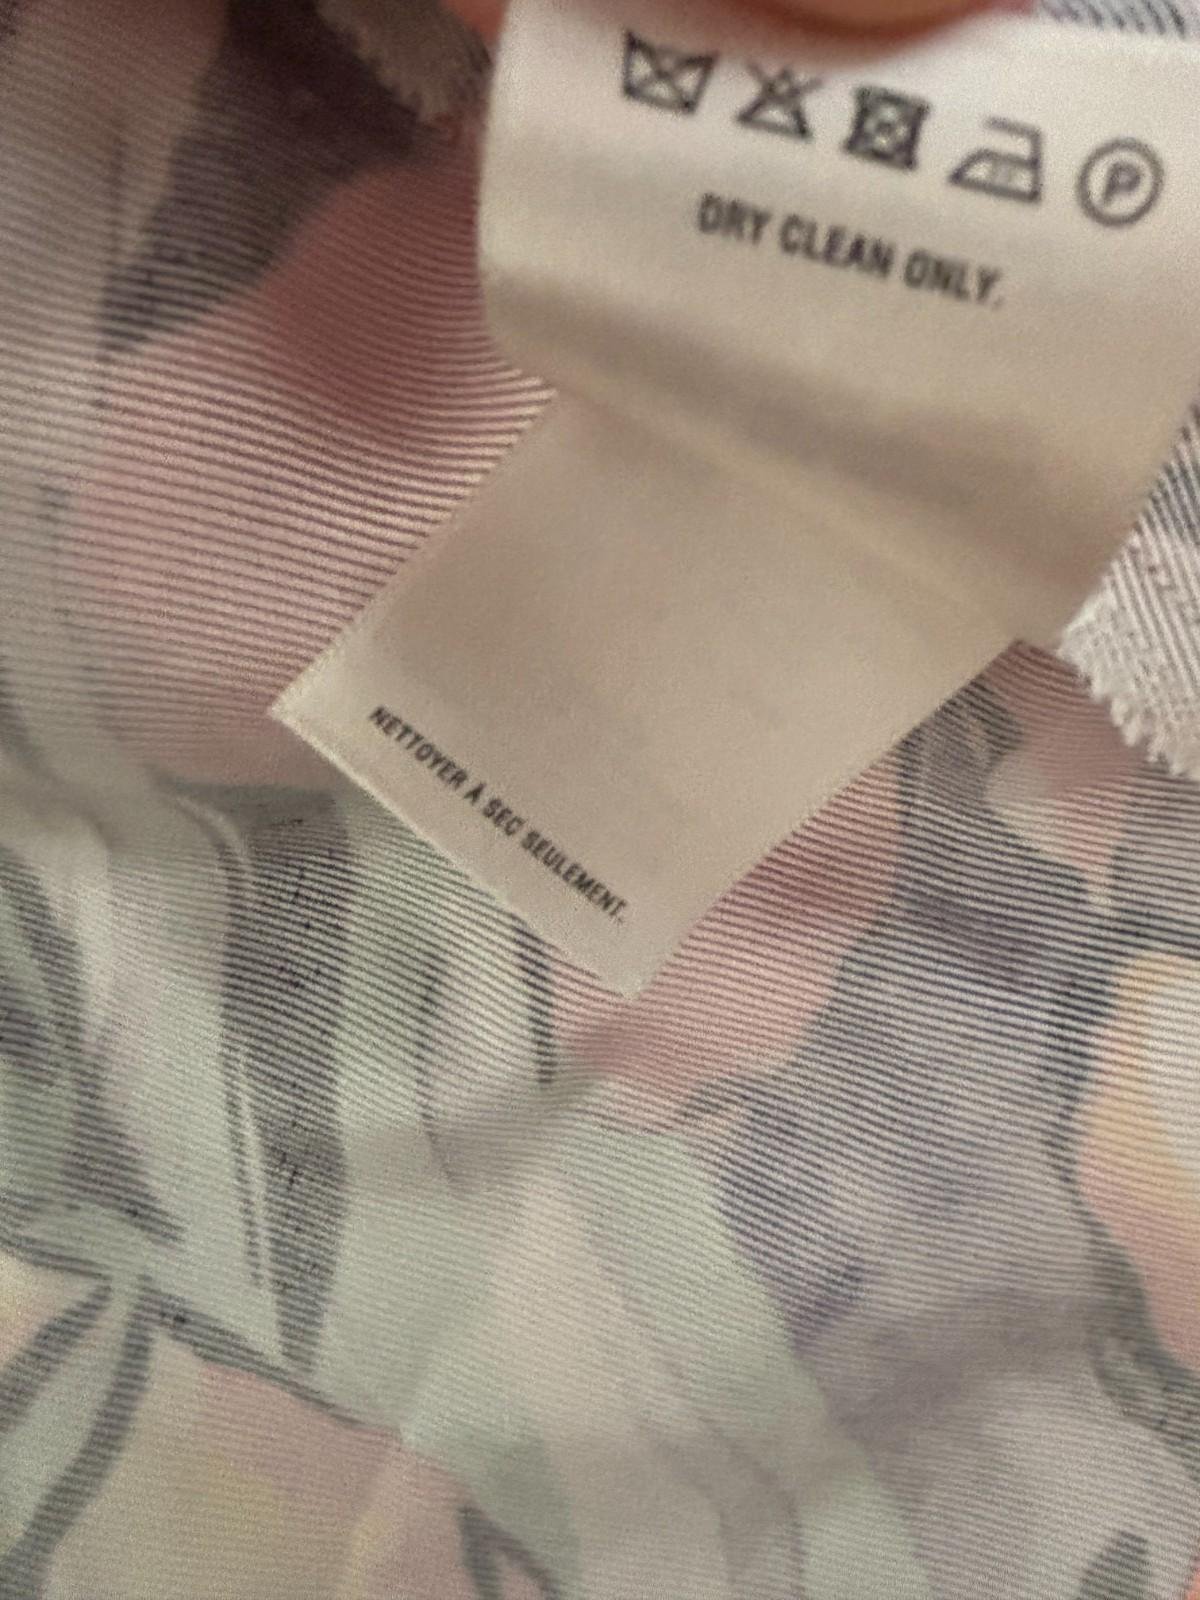 P
DRY CLEAN ONLY.
NETTOYER À SEC SEULEMENT.